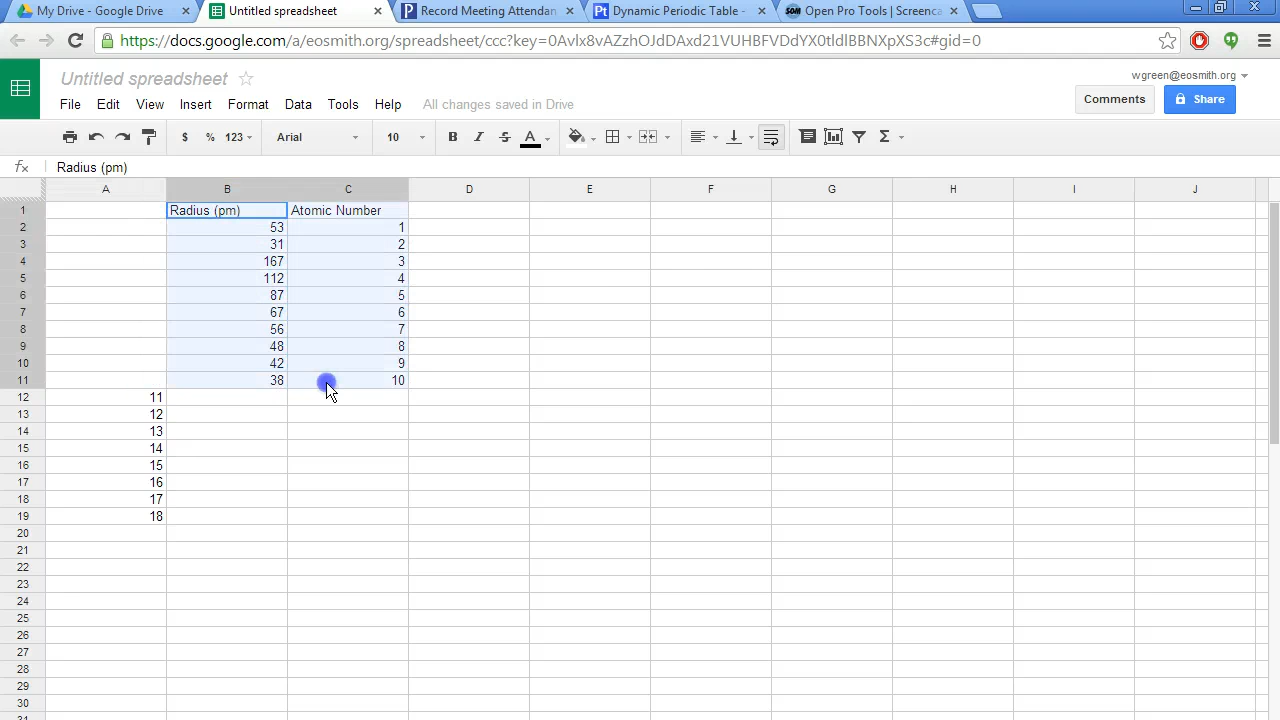 My Drive - Google Drive
Untitled spreadsheet
Record Meeting Attendan
Dynamic Periodic Table -
Open Pro Tools | Screenca
https://docs.google.com/a/eosmith.org/spreadsheet/ccc?key=0Avlx8vAZzhOJdDAxd21VUHBFVDdYX0tldlBBNXpXS3c#gid=0
Untitled spreadsheet
wgreen@eosmith.org
File Edit View Insert Format Data Tools Help All changes saved in Drive
Comments
Share
$ % 123 Arial 10 B I S A Σ
fx Radius (pm)
A B C D E F G H I J
1 Radius (pm) Atomic Number
2 53 1
3 31 2
4 167 3
5 112 4
6 87 5
7 67 6
8 56 7
9 48 8
10 42 9
11 38 10
12 11
13 12
14 13
15 14
16 15
17 16
18 17
19 18
20
21
22
23
24
25
26
27
28
29
30